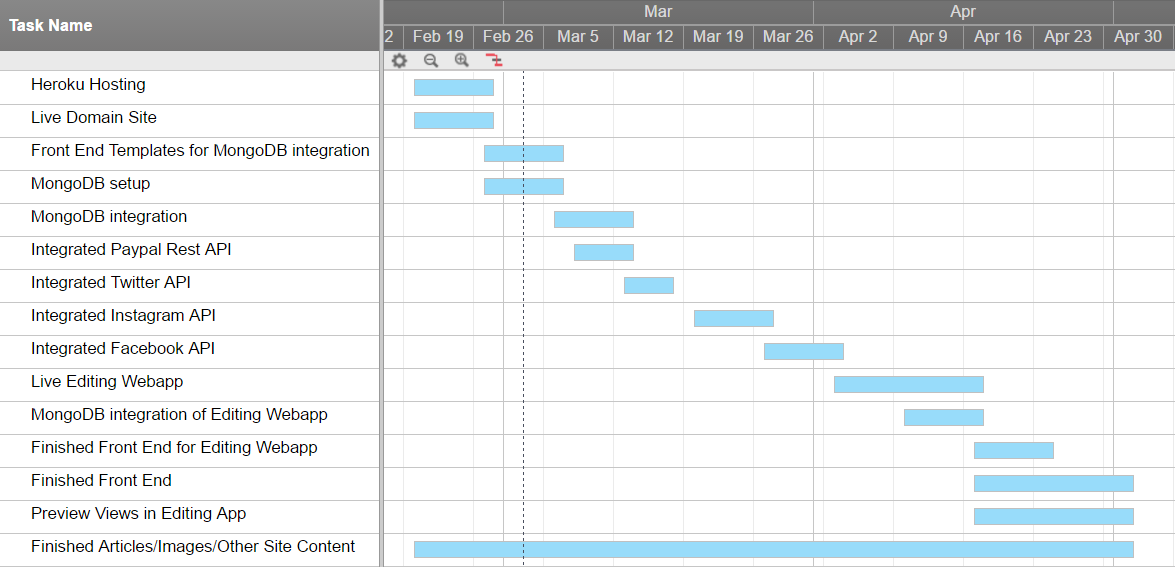 Task Name
Mar Apr
2 Feb 19 Feb 26 Mar 5 Mar 12 Mar 19 Mar 26 Apr 2 Apr 9 Apr 16 Apr 23 Apr 30
Heroku Hosting
Live Domain Site
Front End Templates for MongoDB integration
MongoDB setup
MongoDB integration
Integrated Paypal Rest API
Integrated Twitter API
Integrated Instagram API
Integrated Facebook API
Live Editing Webapp
MongoDB integration of Editing Webapp
Finished Front End for Editing Webapp
Finished Front End
Preview Views in Editing App
Finished Articles/Images/Other Site Content